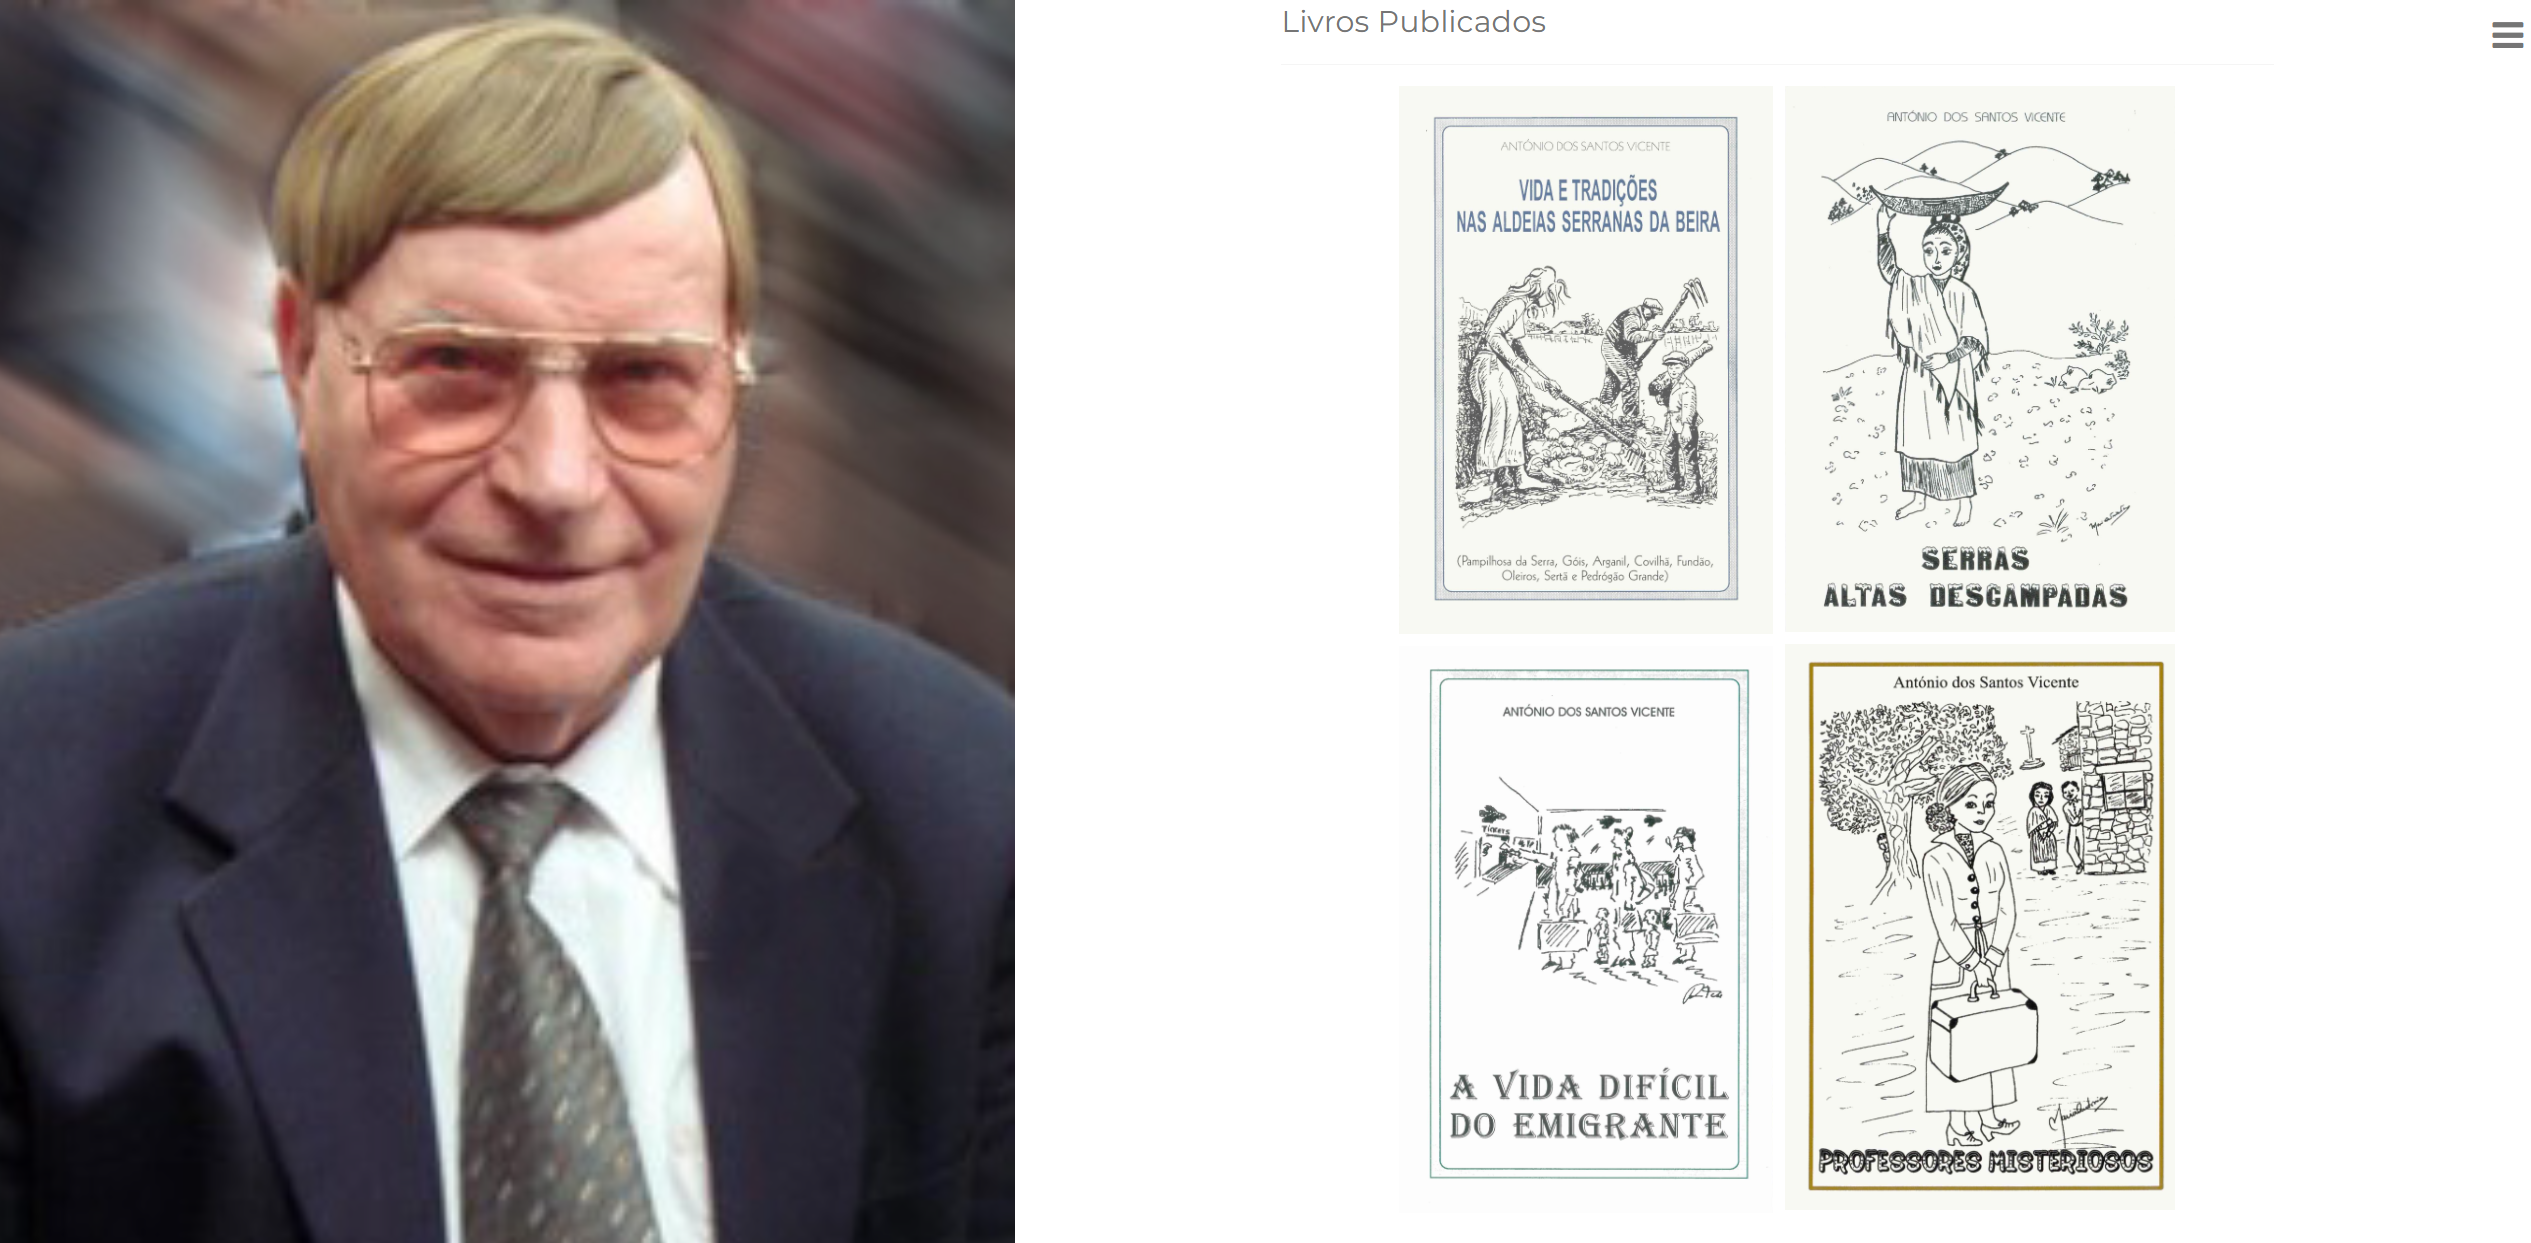 Livros Publicados
ANTÓNIO DOS SANTOS VICENTE
VIDA E TRADIÇÕES
NAS ALDEIAS SERRANAS DA BEIRA
(Pampilhosa da Serra, Góis, Arganil, Covilhã, Fundão,
Oleiros, Sertã e Pedrógão Grande)
ANTÓNIO DOS SANTOS VICENTE
SERRAS
ALTAS DESCAMPADAS
ANTÓNIO DOS SANTOS VICENTE
TICKETS
A VIDA DIFÍCIL
DO EMIGRANTE
António dos Santos Vicente
PROFESSORES MISTERIOSOS